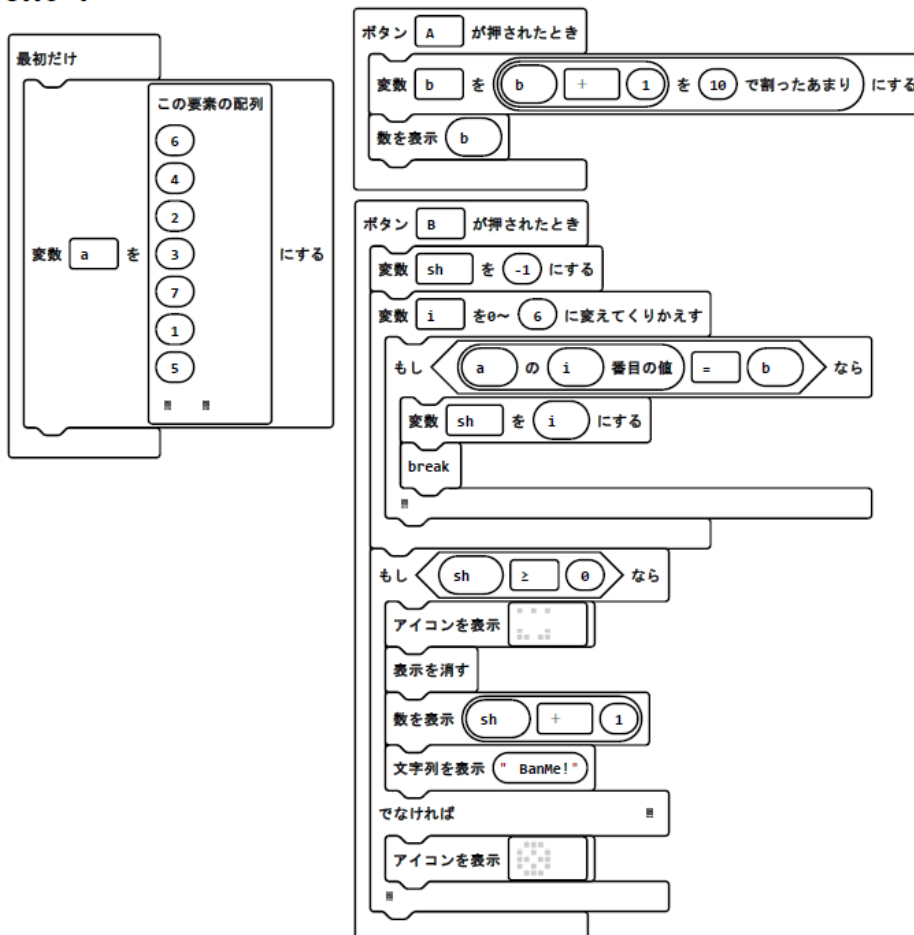 最初だけ
変数 a を
この要素の配列
6
4
2
3
7
1
5
にする
ボタン A が押されたとき
変数 b を b + 1 を 10 で割ったあまり にする
数を表示 b
ボタン B が押されたとき
変数 sh を -1 にする
変数 i を0～ 6 に変えてくりかえす
もし a の i 番目の値 = b なら
変数 sh を i にする
break
もし sh ≥ 0 なら
アイコンを表示
表示を消す
数を表示 sh + 1
文字列を表示 " BanMe!"
でなければ
アイコンを表示